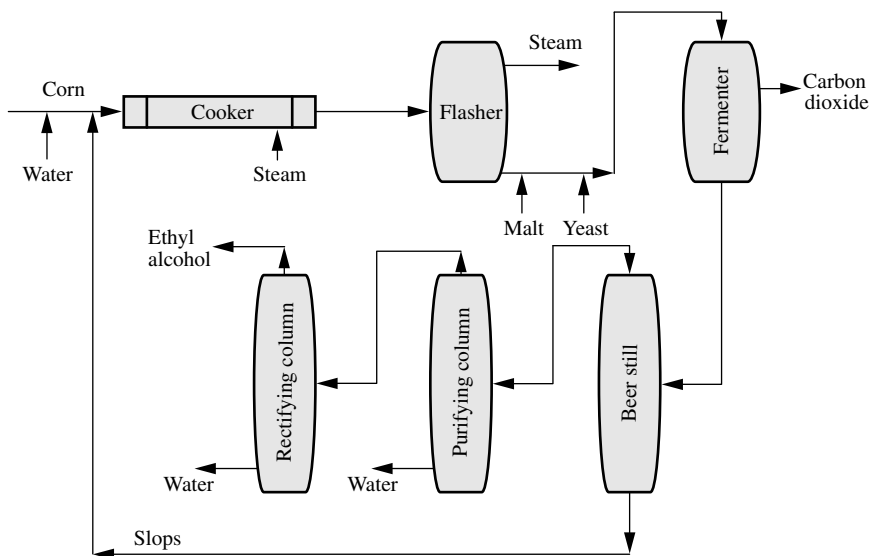 Steam
Corn
Cooker
Flasher
Fermenter
Carbon
dioxide
Water
Steam
Malt
Yeast
Ethyl
alcohol
Rectifying column
Purifying column
Beer still
Water
Water
Slops